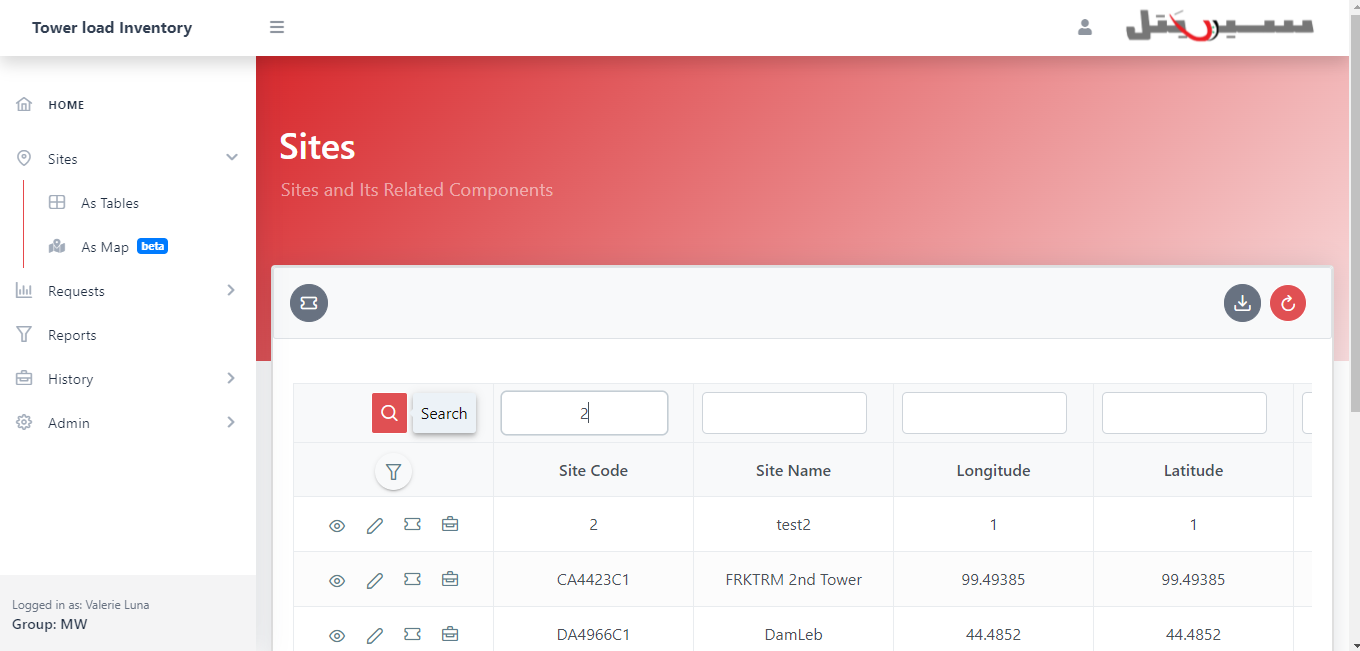 Tower load Inventory
سيريتل
HOME
Sites
As Tables
As Map beta
Requests
Reports
History
Admin
Logged in as: Valerie Luna
Group: MW
Sites
Sites and Its Related Components
Search 2
Site Code Site Name Longitude Latitude
2 test2 1 1
CA4423C1 FRKTRM 2nd Tower 99.49385 99.49385
DA4966C1 DamLeb 44.4852 44.4852